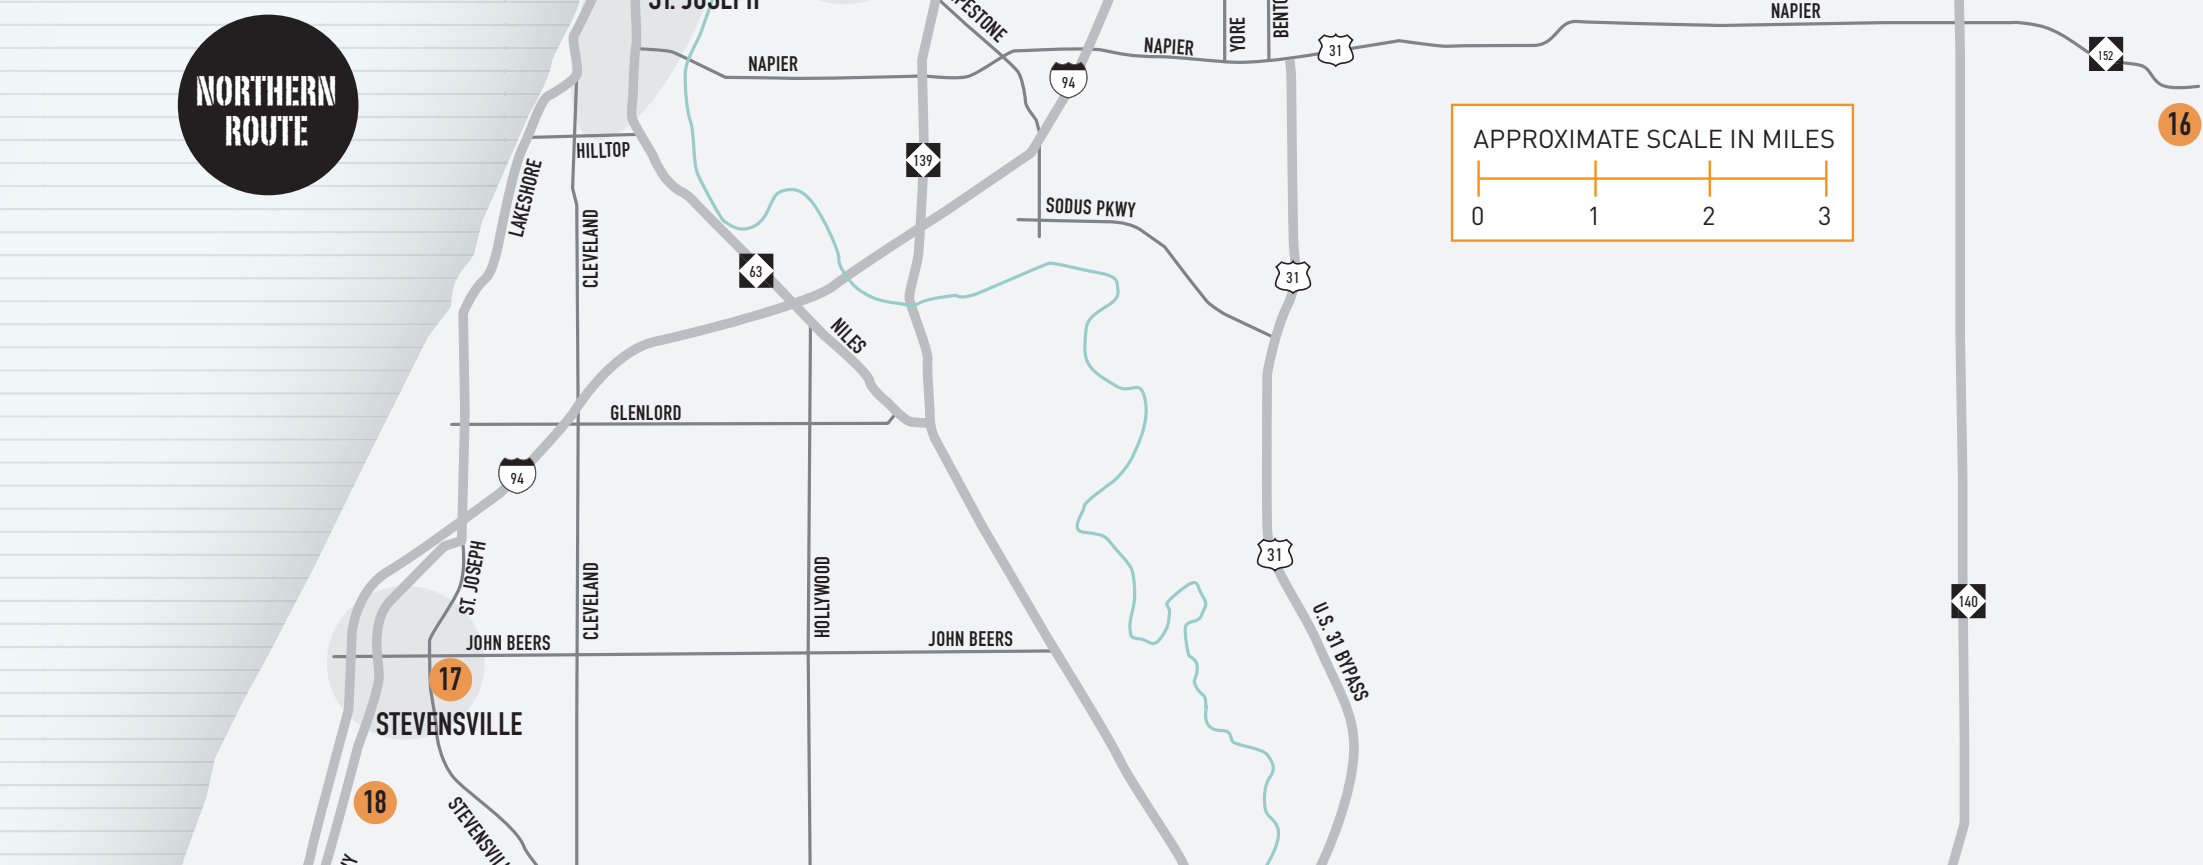 ST. JOSEPH
NAPIER
YORE
31
NAPIER
NAPIER
152
94
NORTHERN
ROUTE
APPROXIMATE SCALE IN MILES
0 1 2 3
16
HILLTOP
139
LAKESHORE
SODUS PKWY
CLEVELAND
63
31
NILES
GLENLORD
94
ST. JOSEPH
CLEVELAND
HOLLYWOOD
31
140
U.S. 31 BYPASS
JOHN BEERS
JOHN BEERS
17
STEVENSVILLE
18